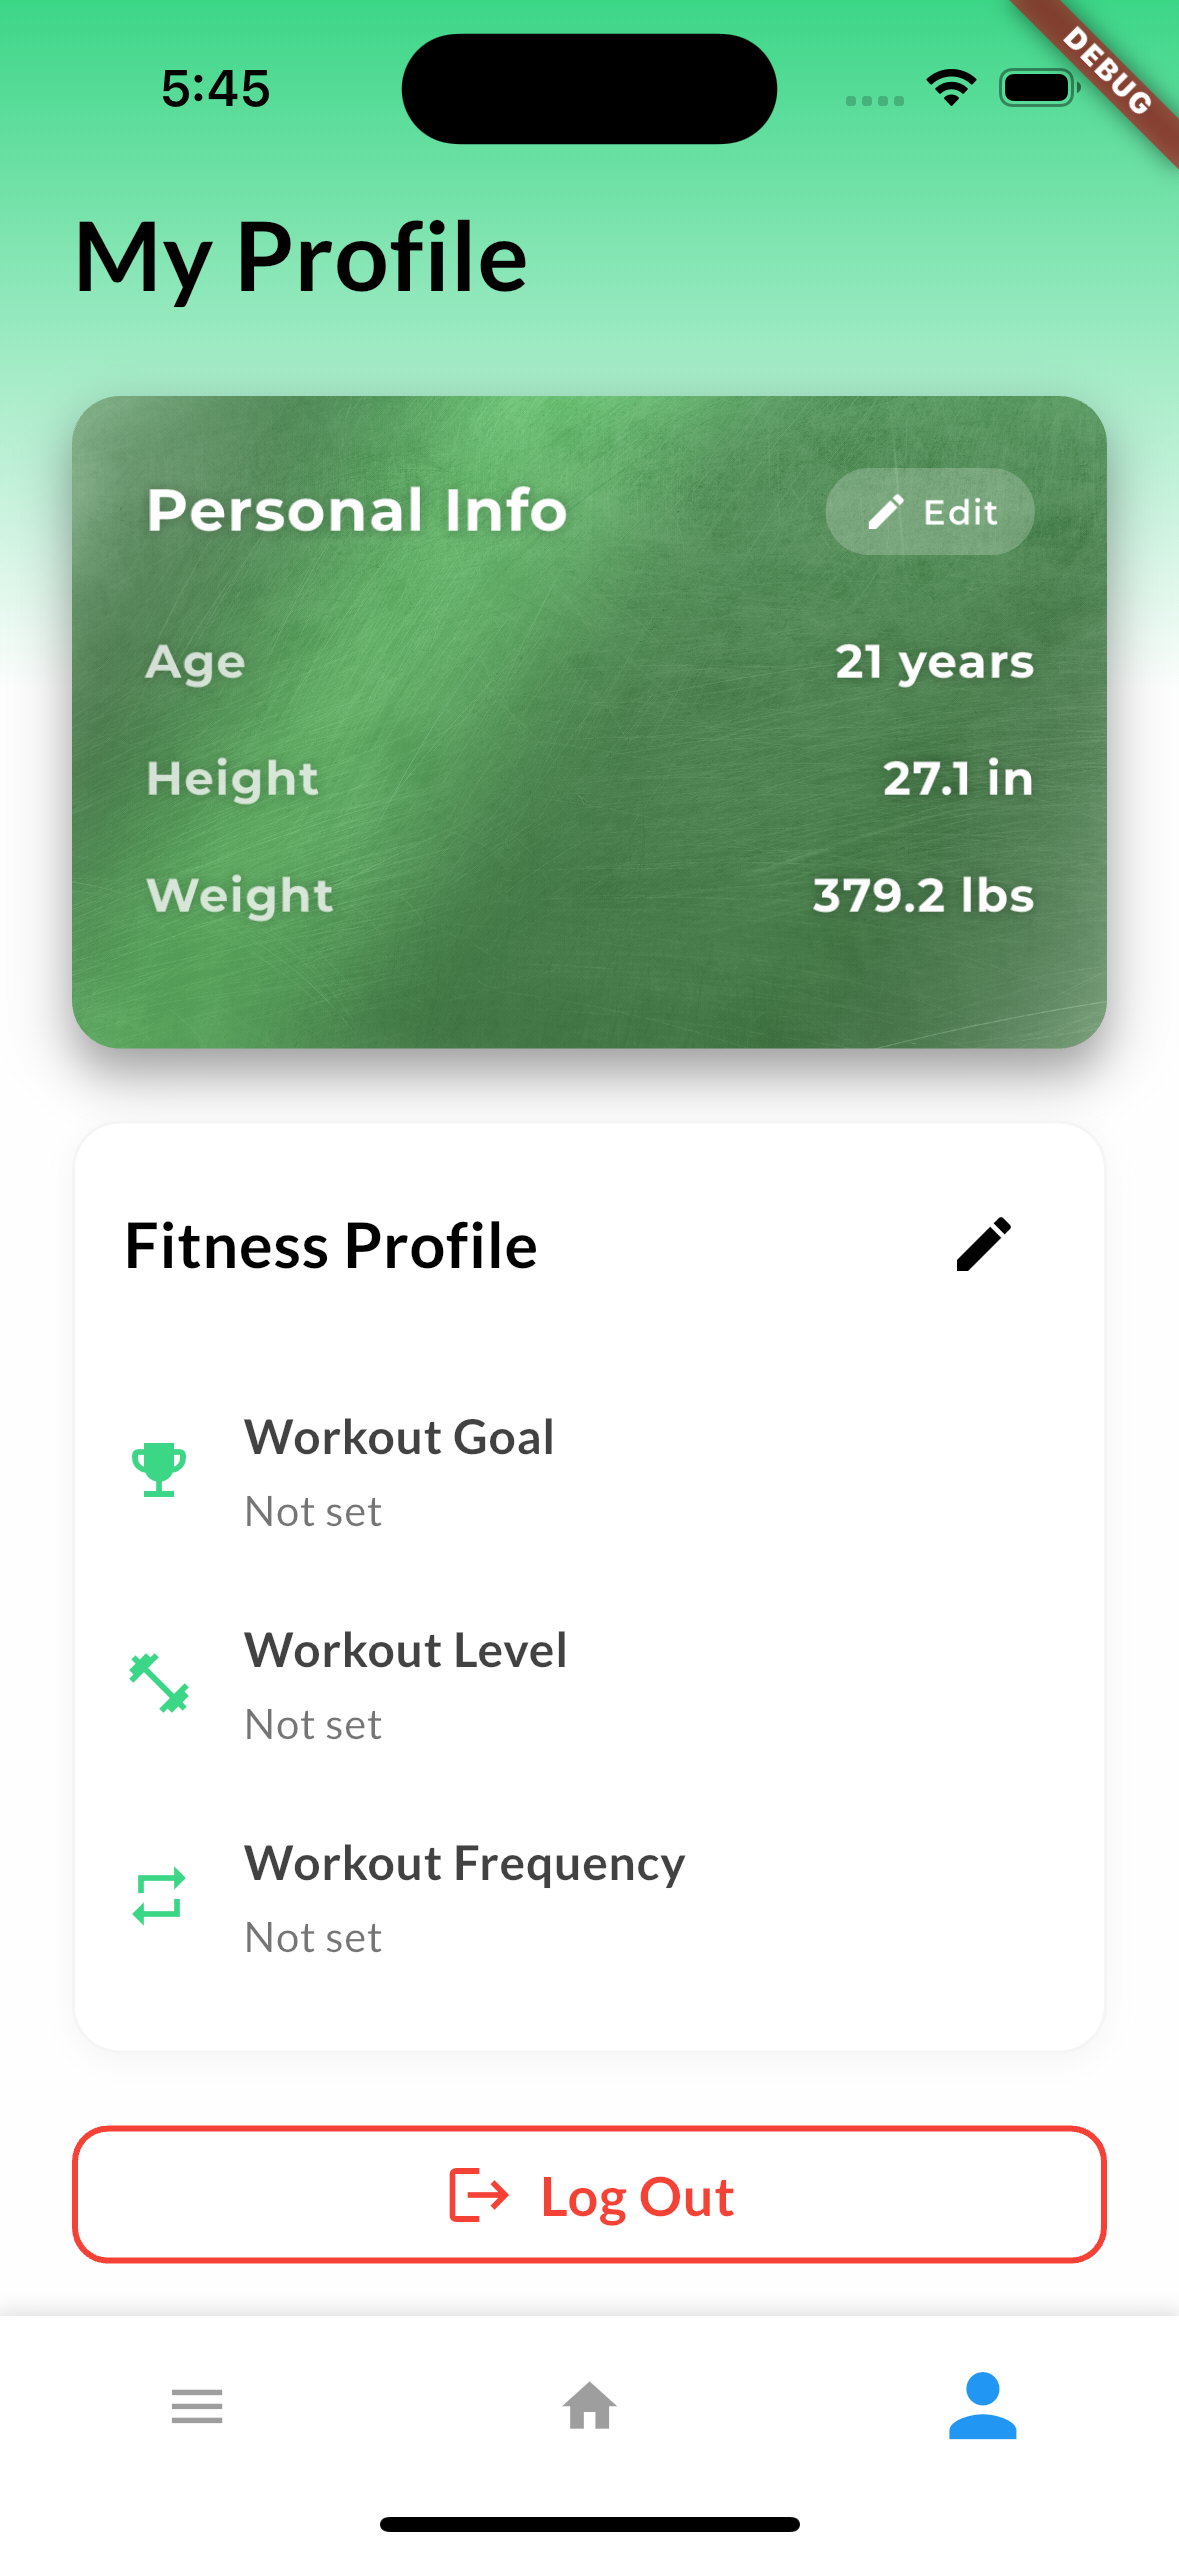 5:45
DEBUG
My Profile
Personal Info
Edit
Age
21 years
Height
27.1 in
Weight
379.2 lbs
Fitness Profile
Workout Goal
Not set
Workout Level
Not set
Workout Frequency
Not set
Log Out